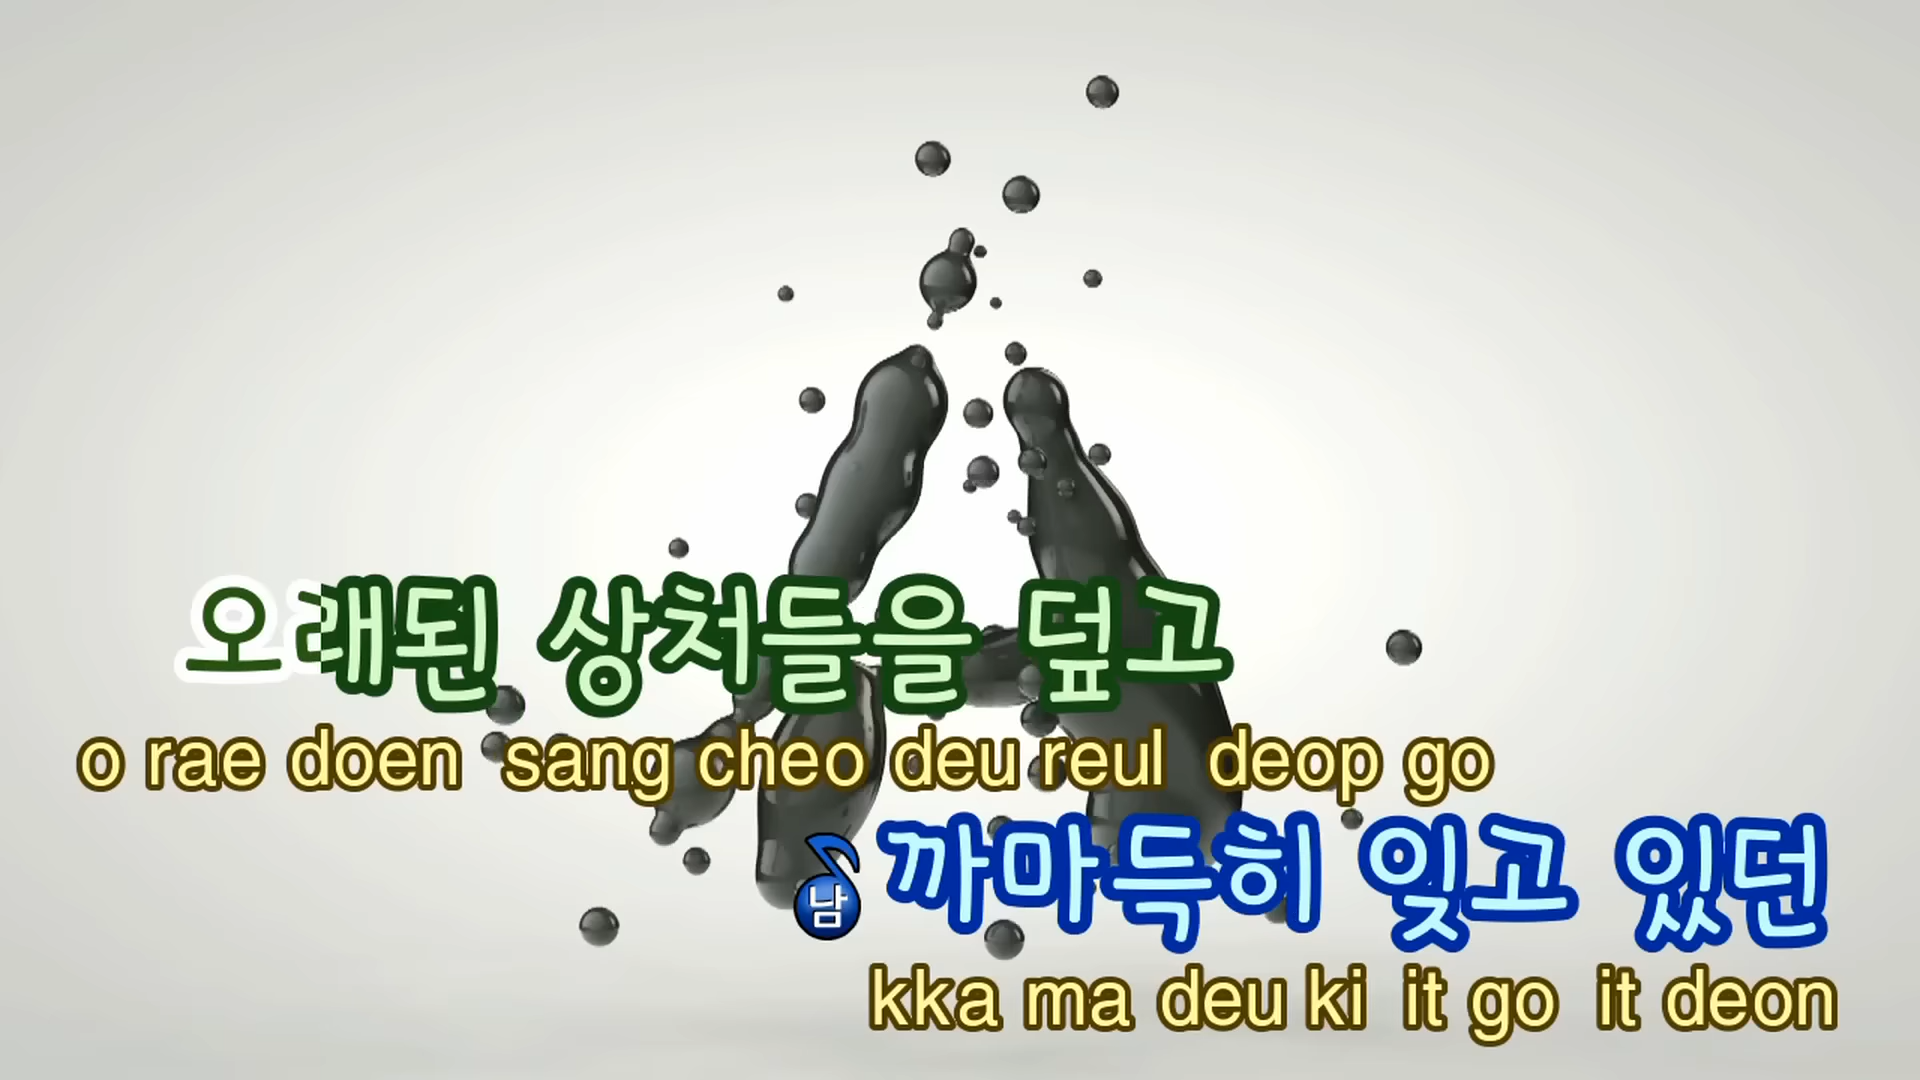 오래된 상처들을 덮고
o rae doen sang cheo deu reul deop go
남 까마득히 잊고 있던
kka ma deu ki it go it deon